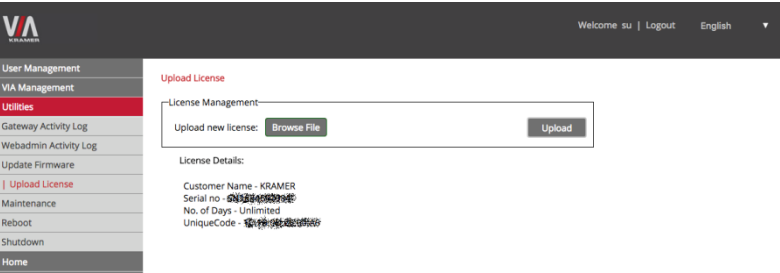 VIA
KRAMER
Welcome su | Logout English ▼
User Management
VIA Management
Utilities
Gateway Activity Log
Webadmin Activity Log
Update Firmware
| Upload License
Maintenance
Reboot
Shutdown
Home
Upload License
License Management
Upload new license: Browse File Upload
License Details:
Customer Name - KRAMER
Serial no -
No. of Days - Unlimited
UniqueCode -